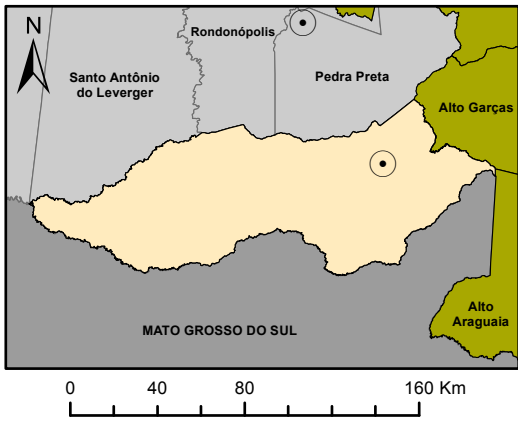 N
Rondonópolis
Santo Antônio
do Leverger
Pedra Preta
Alto Garças
Alto
Araguaia
MATO GROSSO DO SUL
0 40 80 160 Km